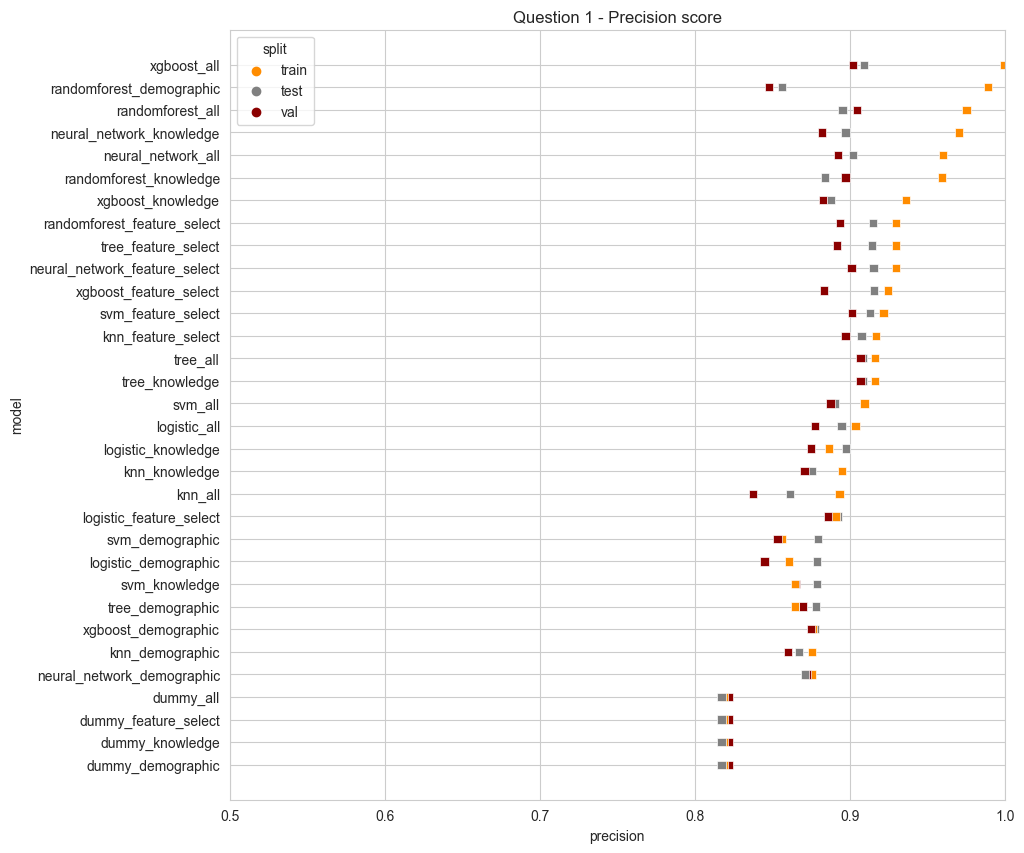 Question 1 - Precision score
split
train
test
val
xgboost_all
randomforest_demographic
randomforest_all
neural_network_knowledge
neural_network_all
randomforest_knowledge
xgboost_knowledge
randomforest_feature_select
tree_feature_select
neural_network_feature_select
xgboost_feature_select
svm_feature_select
knn_feature_select
tree_all
tree_knowledge
svm_all
logistic_all
logistic_knowledge
knn_knowledge
knn_all
logistic_feature_select
svm_demographic
logistic_demographic
svm_knowledge
tree_demographic
xgboost_demographic
knn_demographic
neural_network_demographic
dummy_all
dummy_feature_select
dummy_knowledge
dummy_demographic
model
0.5 0.6 0.7 0.8 0.9 1.0
precision